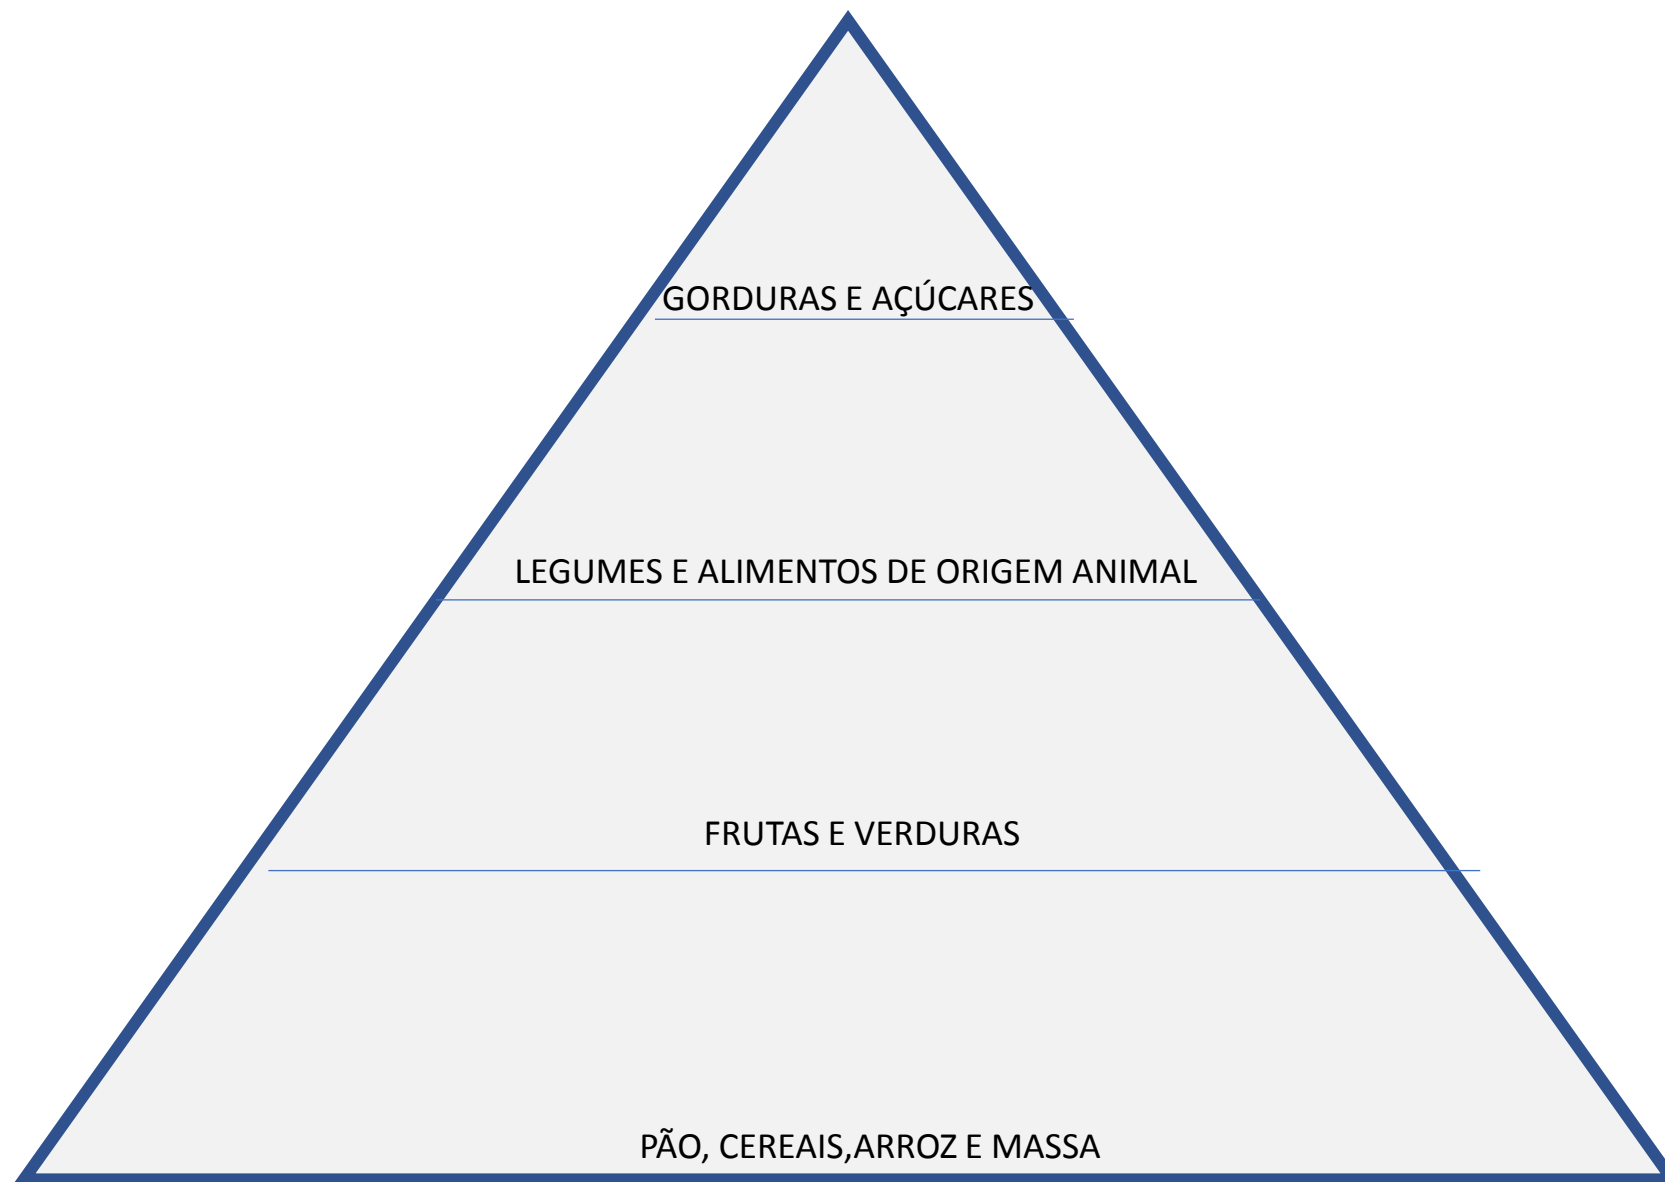 GORDURAS E AÇÚCARES
LEGUMES E ALIMENTOS DE ORIGEM ANIMAL
FRUTAS E VERDURAS
PÃO, CEREAIS,ARROZ E MASSA